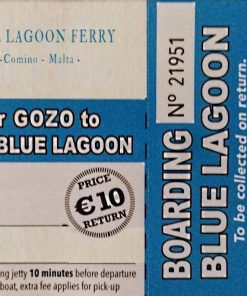 LAGOON FERRY
- Comino - Malta -
GOZO to
BLUE LAGOON
PRICE
€10
RETURN
jetty 10 minutes before departure
boat, extra fee applies for pick-up
BOARDING Nº 21951
BLUE LAGOON
To be collected on return.